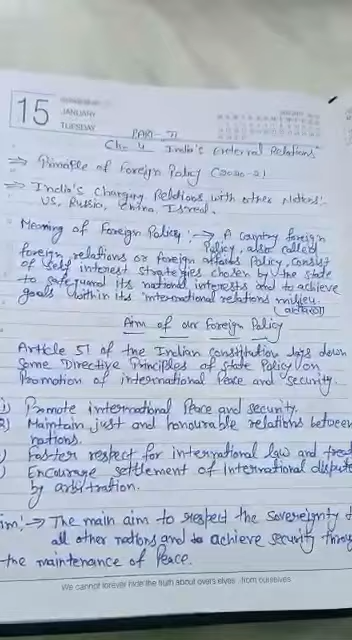 15
JANUARY
TUESDAY
PART-II
Ch-4 India's External Relations
⇒ Principle of Foreign Policy (2020-21)
⇒ India's Changing Relations with other Nations:
US, Russia, China, Isreal.
Meaning of Foreign Policy:→ A country foreign
Policy, also called
foreign relations or foreign affairs Policy, consist
of self interest strategies chosen by the state
to safeguard its national interests and to achieve
goals within its international relations milieu.
Aim of our Foreign Policy
Article 51 of the Indian constitution lays down
Some Directive Principles of State Policy on
Promotion of international Peace and Security.
1) Promote international Peace and security.
2) Maintain just and honourable relations between
nations.
) Foster respect for international law and
) Encourage settlement of International
by arbitration.
im:→ The main aim to respect the Sovereignty
all other nations and to achieve security
the maintenance of Peace.
We cannot forever hide the truth about ourselves from ourselves